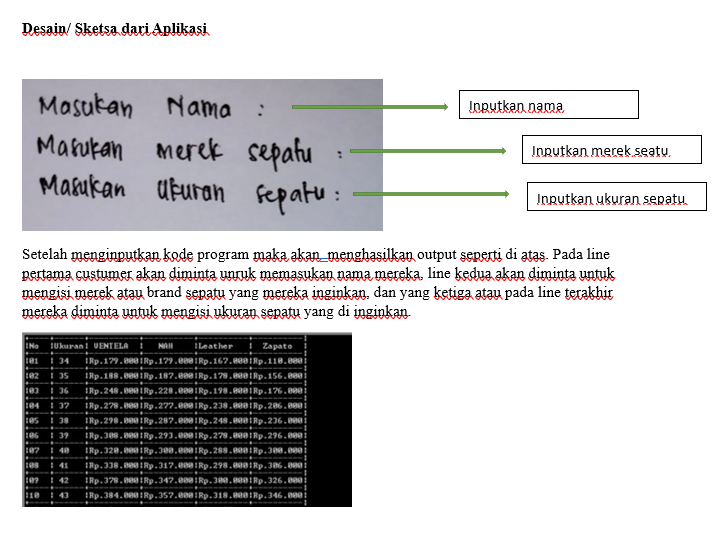 Desain/ Sketsa dari Aplikasi
Masukan Nama : Inputkan nama
Masukan merek sepatu : Inputkan merek seatu
Masukan Ukuran sepatu : Inputkan ukuran sepatu
Setelah menginputkan kode program maka akan menghasilkan output seperti di atas. Pada line
pertama custumer akan diminta unruk memasukan nama mereka, line kedua akan diminta untuk
mengisi merek atau brand sepatu yang mereka inginkan, dan yang ketiga atau pada line terakhir
mereka diminta untuk mengisi ukuran sepatu yang di inginkan.
|No |Ukuran| VENTELA | NAH |Leather | Zapato |
|01 | 34 |Rp.179.000|Rp.179.000|Rp.167.000|Rp.110.000|
|02 | 35 |Rp.188.000|Rp.187.000|Rp.178.000|Rp.156.000|
|03 | 36 |Rp.248.000|Rp.228.000|Rp.198.000|Rp.176.000|
|04 | 37 |Rp.278.000|Rp.277.000|Rp.238.000|Rp.206.000|
|05 | 38 |Rp.298.000|Rp.287.000|Rp.248.000|Rp.236.000|
|06 | 39 |Rp.308.000|Rp.293.000|Rp.278.000|Rp.296.000|
|07 | 40 |Rp.320.000|Rp.300.000|Rp.288.000|Rp.300.000|
|08 | 41 |Rp.338.000|Rp.317.000|Rp.298.000|Rp.306.000|
|09 | 42 |Rp.378.000|Rp.347.000|Rp.300.000|Rp.326.000|
|10 | 43 |Rp.384.000|Rp.357.000|Rp.318.000|Rp.346.000|